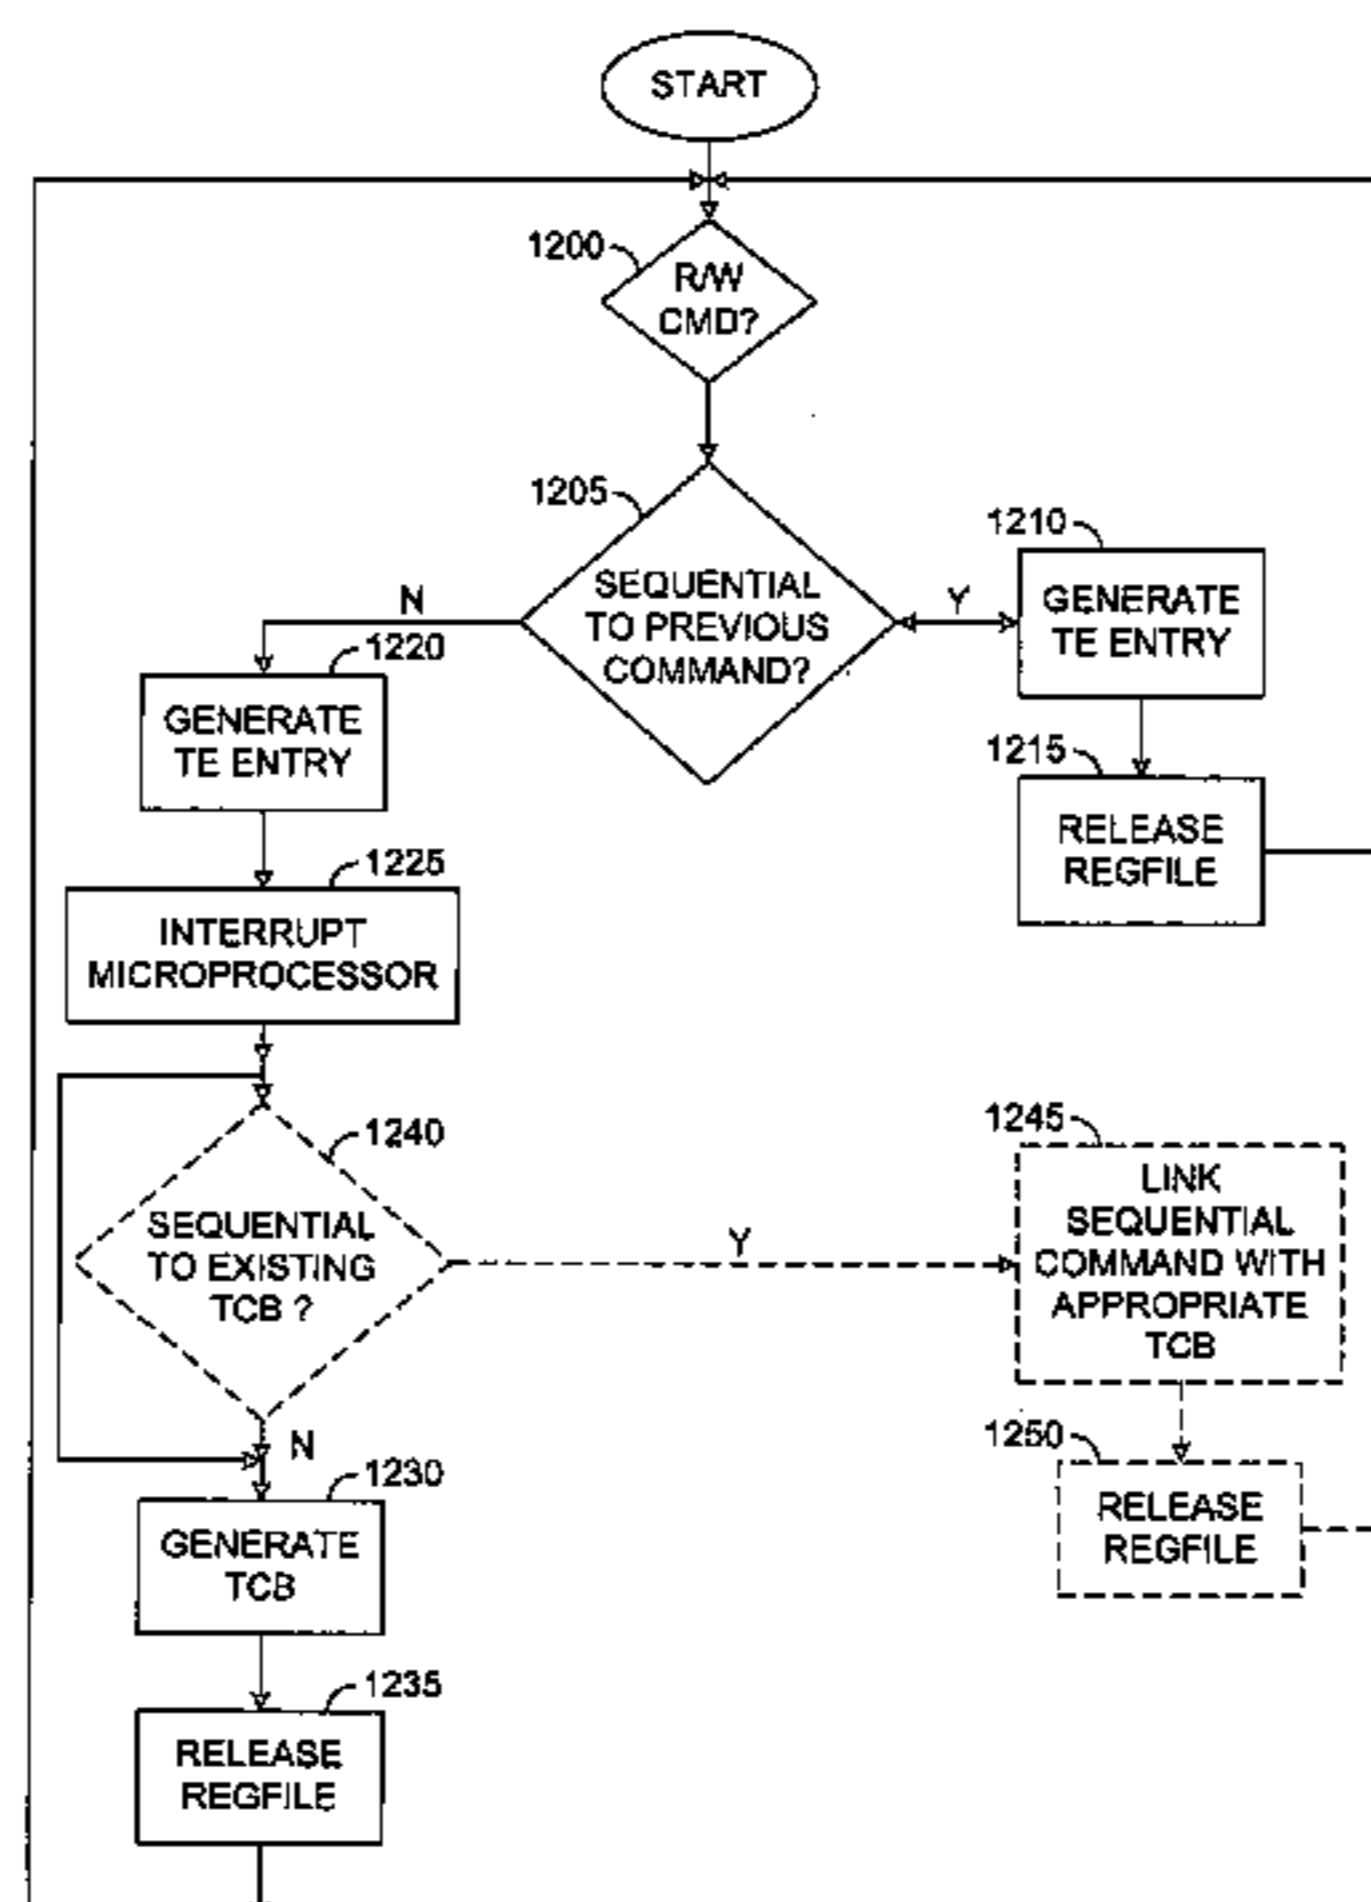 START
1200
R/W
CMD?
1205
SEQUENTIAL
TO PREVIOUS
COMMAND?
N
Y
1210
GENERATE
TE ENTRY
1215
RELEASE
REGFILE
1220
GENERATE
TE ENTRY
1225
INTERRUPT
MICROPROCESSOR
1240
SEQUENTIAL
TO EXISTING
TCB ?
Y
1245
LINK
SEQUENTIAL
COMMAND WITH
APPROPRIATE
TCB
1250
RELEASE
REGFILE
N
1230
GENERATE
TCB
1235
RELEASE
REGFILE